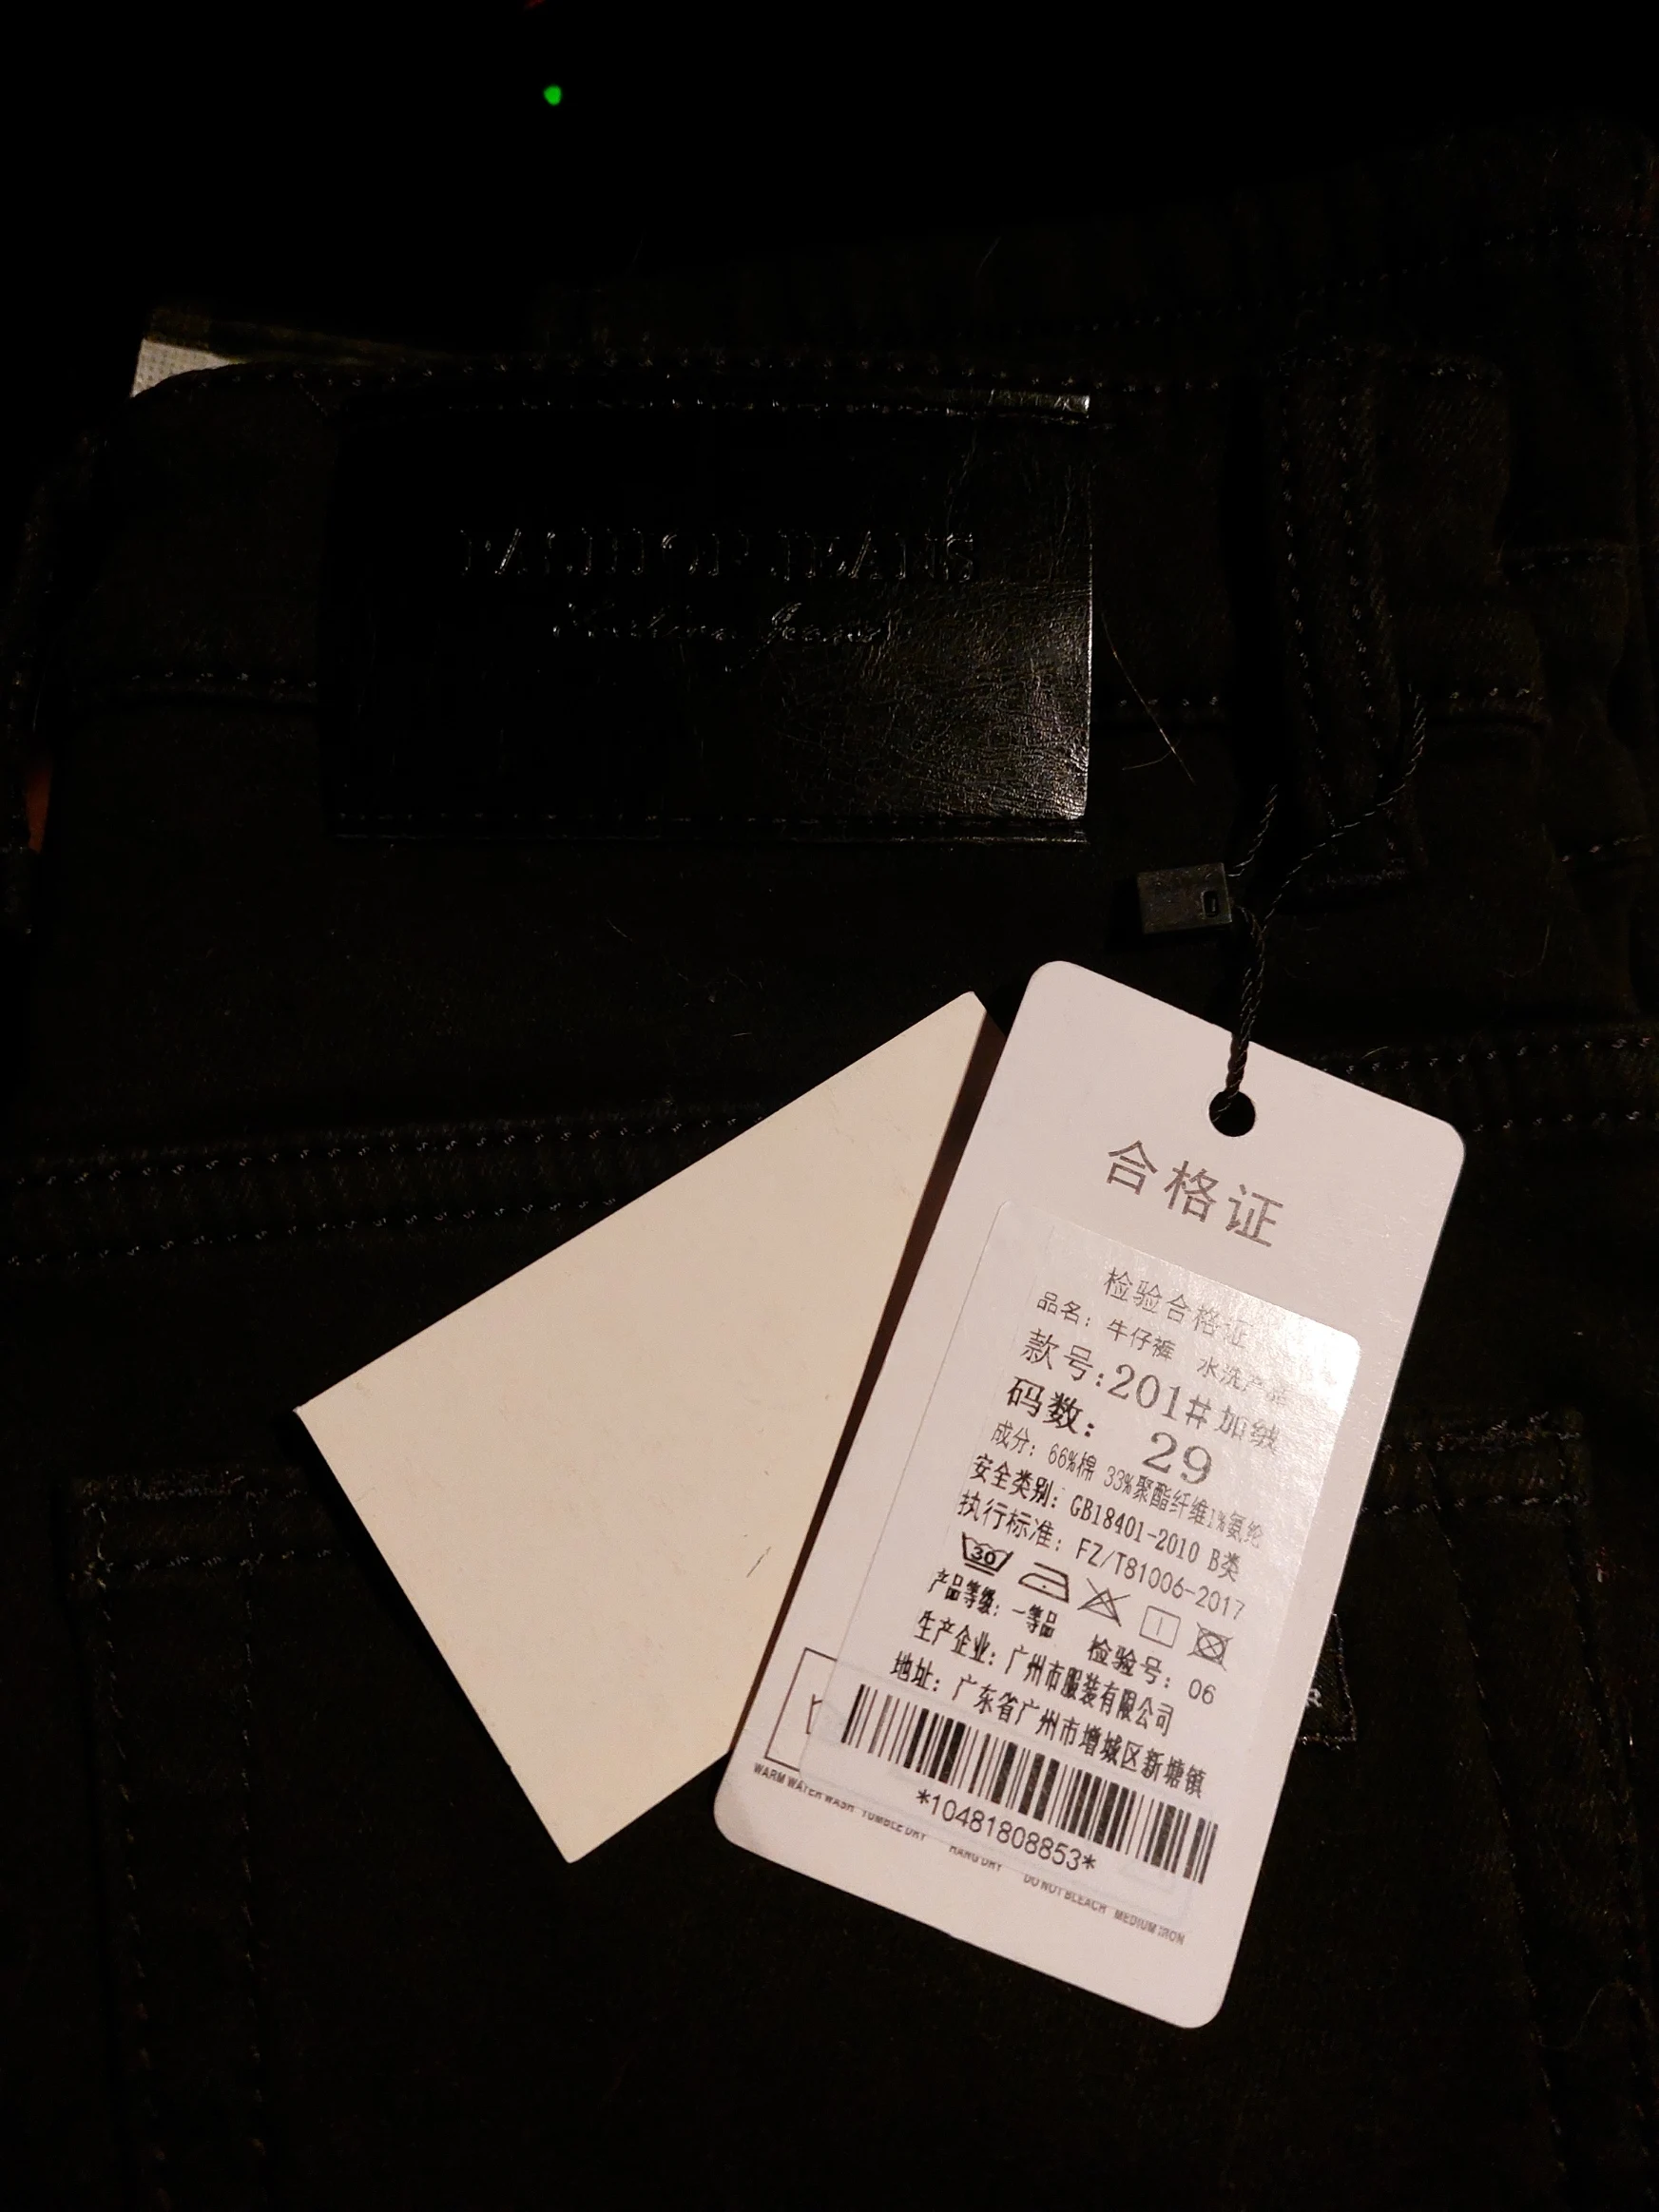 JEANS
Jeans
合格证
检验合格证
品名: 牛仔裤 水洗产品
款号:201#加绒
码数: 29
成分: 66%棉 33%聚酯纤维1%氨纶
安全类别: GB18401-2010 B类
执行标准: FZ/T81006-2017
30
产品等级: 一等品 检验号: 06
生产企业: 广州市服装有限公司
地址: 广东省广州市增城区新塘镇
*10481808853*
WARM WATER WASH TUMBLE DRY HANG DRY DO NOT BLEACH MEDIUM IRON